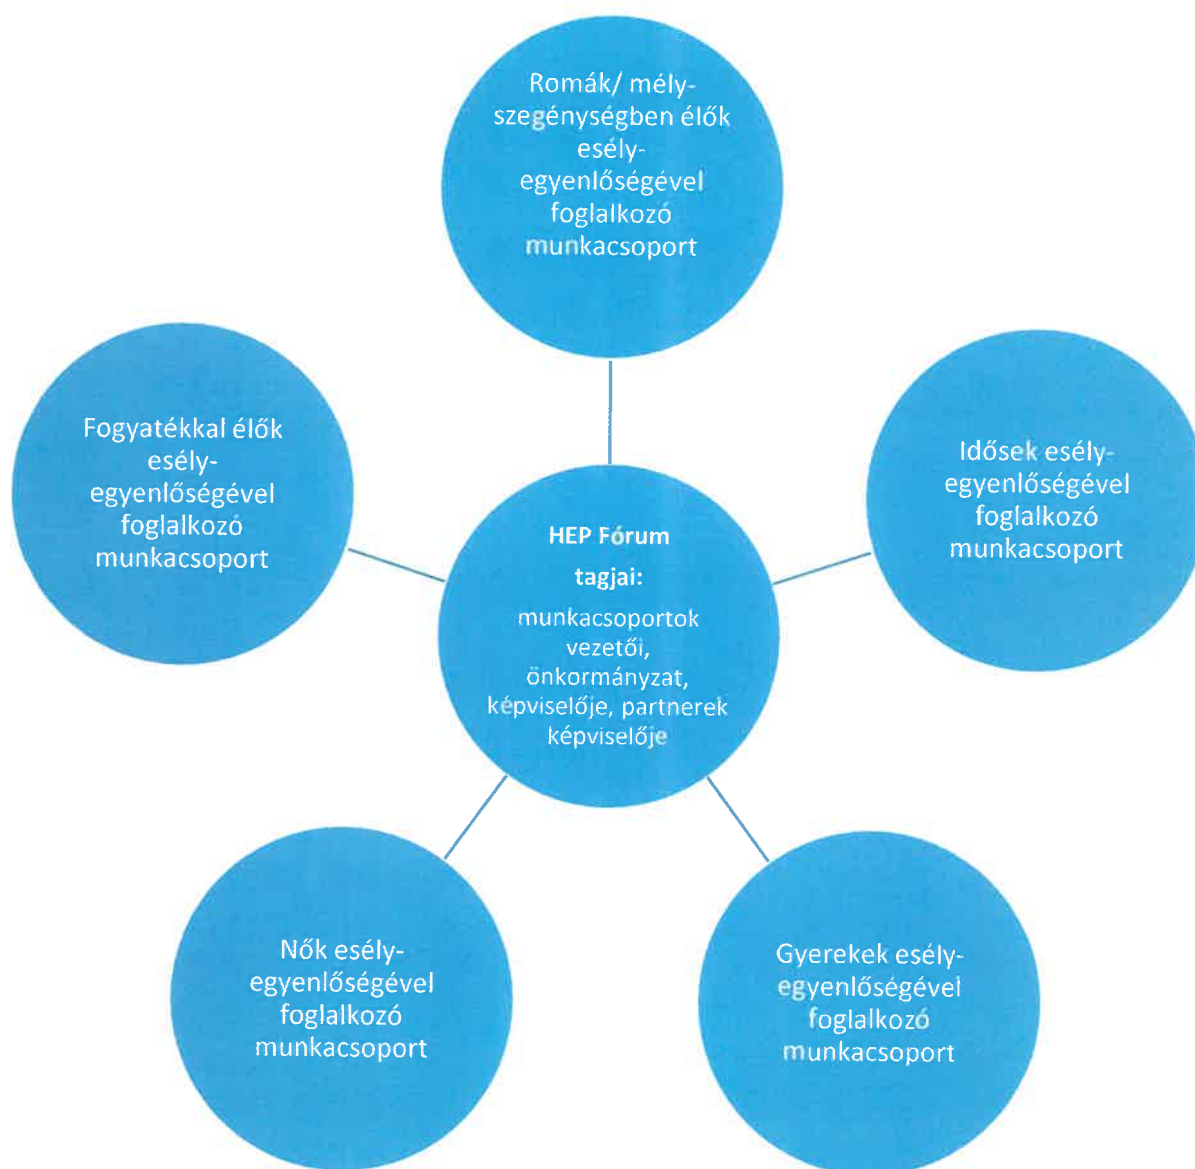 Romák/ mély-
szegénységben élők
esély-
egyenlőségével
foglalkozó
munkacsoport
Fogyatékkal élők
esély-
egyenlőségével
foglalkozó
munkacsoport
Idősek esély-
egyenlőségével
foglalkozó
munkacsoport
HEP Fórum
tagjai:
munkacsoportok
vezetői,
önkormányzat,
képviselője, partnerek
képviselője
Nők esély-
egyenlőségével
foglalkozó
munkacsoport
Gyerekek esély-
egyenlőségével
foglalkozó
munkacsoport